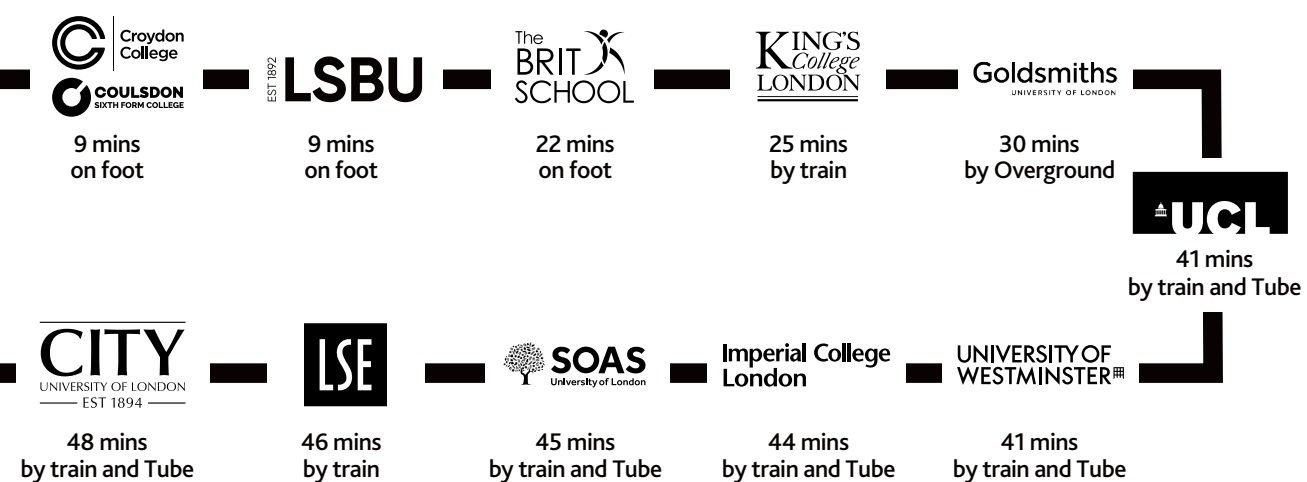 Croydon
College
COULSDON
SIXTH FORM COLLEGE
9 mins
on foot
EST 1892
LSBU
9 mins
on foot
The
BRIT
SCHOOL
22 mins
on foot
KING'S
College
LONDON
25 mins
by train
Goldsmiths
UNIVERSITY OF LONDON
30 mins
by Overground
UCL
41 mins
by train and Tube
CITY
UNIVERSITY OF LONDON
EST 1894
48 mins
by train and Tube
LSE
46 mins
by train
SOAS
University of London
45 mins
by train and Tube
Imperial College
London
44 mins
by train and Tube
UNIVERSITY OF
WESTMINSTER
41 mins
by train and Tube